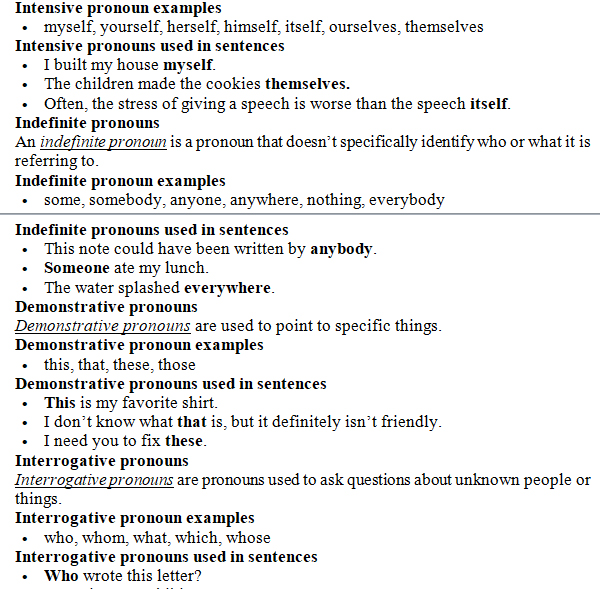 Intensive pronoun examples
• myself, yourself, herself, himself, itself, ourselves, themselves
Intensive pronouns used in sentences
• I built my house myself.
• The children made the cookies themselves.
• Often, the stress of giving a speech is worse than the speech itself.
Indefinite pronouns
An indefinite pronoun is a pronoun that doesn’t specifically identify who or what it is
referring to.
Indefinite pronoun examples
• some, somebody, anyone, anywhere, nothing, everybody
Indefinite pronouns used in sentences
• This note could have been written by anybody.
• Someone ate my lunch.
• The water splashed everywhere.
Demonstrative pronouns
Demonstrative pronouns are used to point to specific things.
Demonstrative pronoun examples
• this, that, these, those
Demonstrative pronouns used in sentences
• This is my favorite shirt.
• I don’t know what that is, but it definitely isn’t friendly.
• I need you to fix these.
Interrogative pronouns
Interrogative pronouns are pronouns used to ask questions about unknown people or
things.
Interrogative pronoun examples
• who, whom, what, which, whose
Interrogative pronouns used in sentences
• Who wrote this letter?